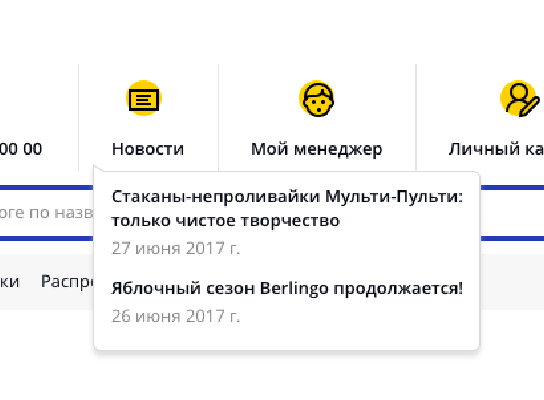 00 00
Новости
Мой менеджер
Личный ка
Стаканы-непроливайки Мульти-Пульти:
оге по назв
только чистое творчество
27 июня 2017 г.
ки
Распро
Яблочный сезон Berlingo продолжается!
26 июня 2017 г.